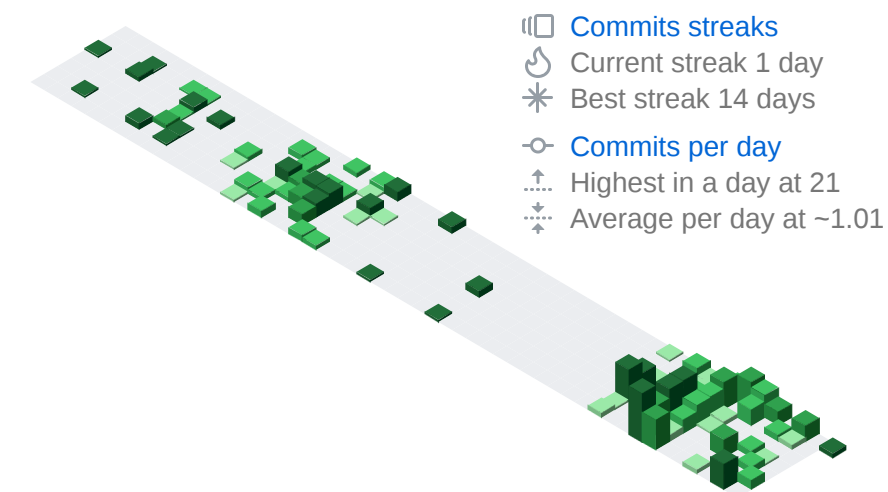 Commits streaks
Current streak 1 day
Best streak 14 days
Commits per day
Highest in a day at 21
Average per day at ~1.01